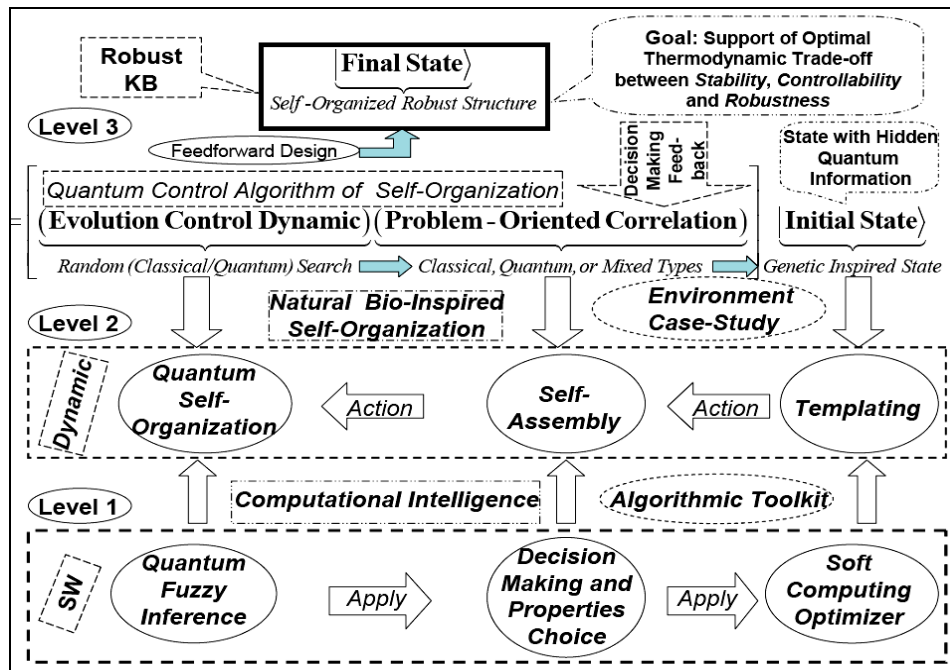 Robust
KB
|Final State⟩
Self-Organized Robust Structure
Goal: Support of Optimal
Thermodynamic Trade-off
between Stability, Controllability
and Robustness
Level 3
Feedforward Design
Decision
Making
Feed-
back
State with Hidden
Quantum
Information
Quantum Control Algorithm of Self-Organization
=
(Evolution Control Dynamic)(Problem-Oriented Correlation)
|Initial State⟩
Random (Classical/Quantum) Search
Classical, Quantum, or Mixed Types
Genetic Inspired State
Level 2
Natural Bio-Inspired
Self-Organization
Environment
Case-Study
Dynamic
Quantum
Self-
Organization
Action
Self-
Assembly
Action
Templating
Level 1
Computational Intelligence
Algorithmic Toolkit
SW
Quantum
Fuzzy
Inference
Apply
Decision
Making and
Properties
Choice
Apply
Soft
Computing
Optimizer